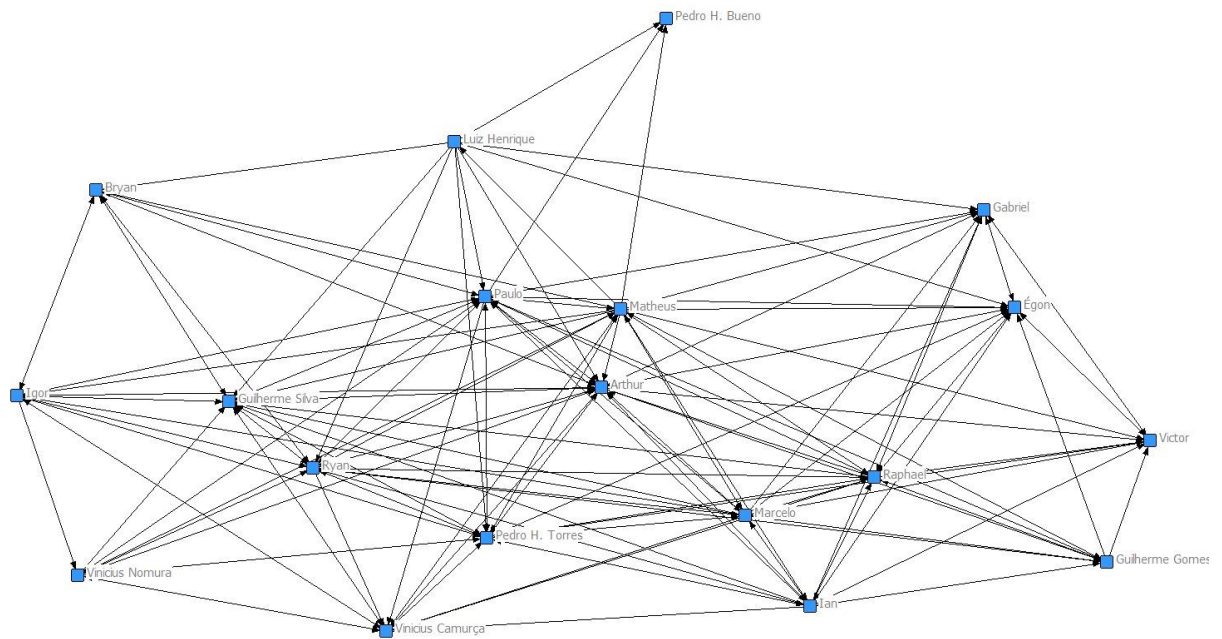 Pedro H. Bueno
Luiz Henrique
Bryan
Gabriel
Paulo
Matheus
Égon
Arthur
Igor
Guilherme Silva
Victor
Ryan
Raphael
Marcelo
Pedro H. Torres
Guilherme Gomes
Vinicius Nomura
Ian
Vinicius Camurça